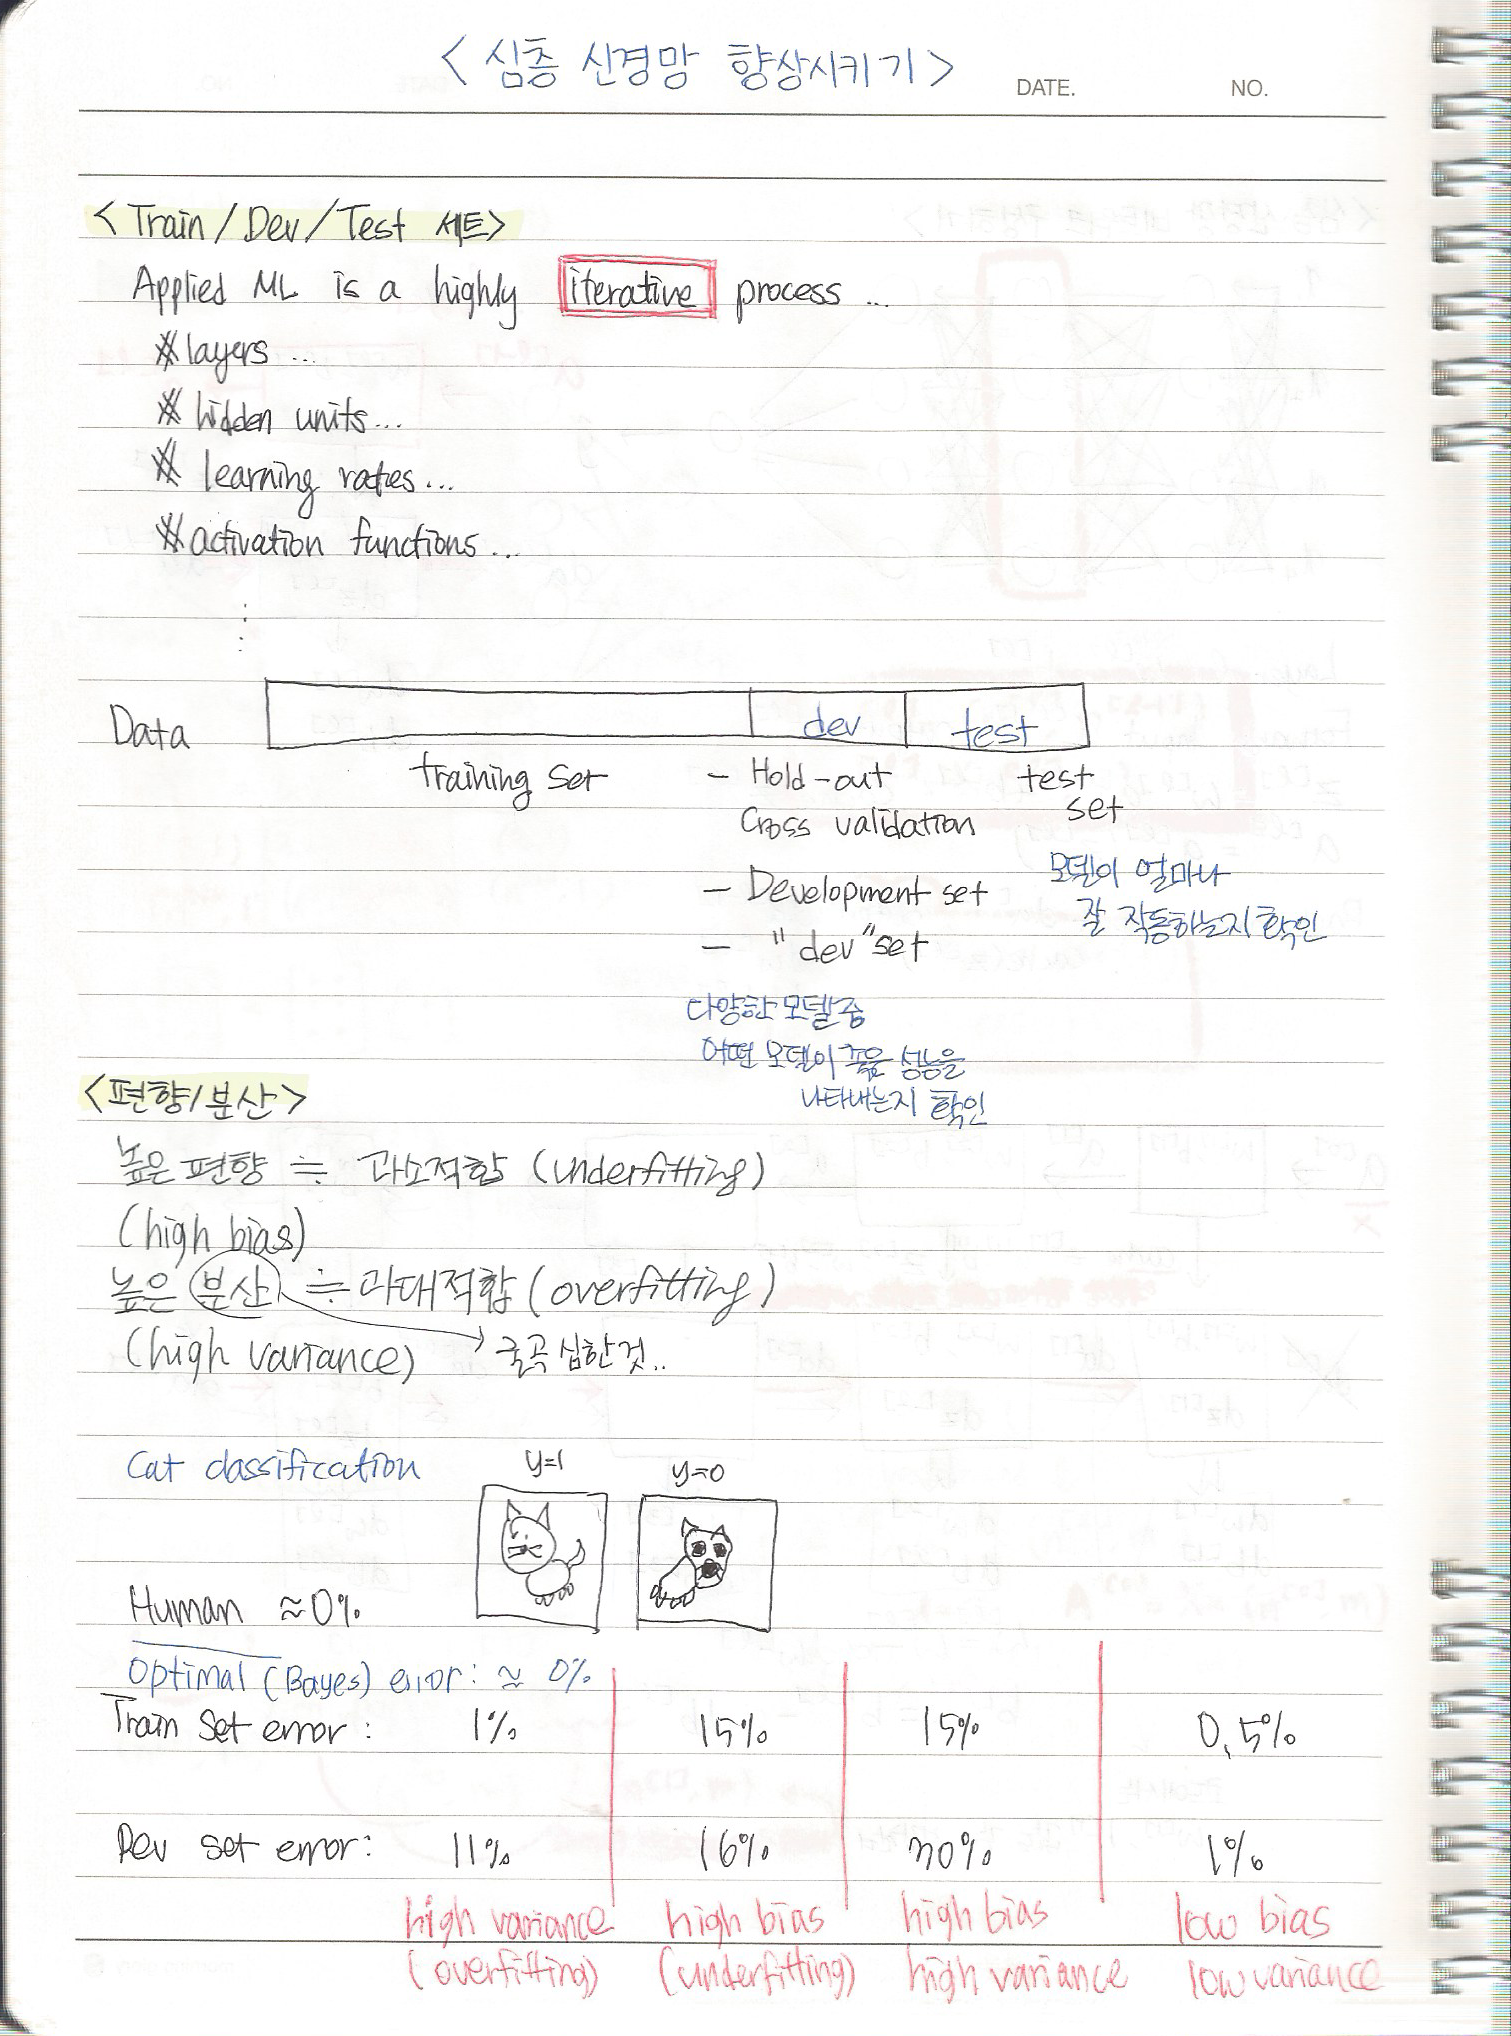 < 심층 신경망 향상시키기 >
DATE. NO.
< Train / Dev / Test 세트 >
Applied ML is a highly iterative process ...
# layers ...
# hidden units...
# learning rates...
# activation functions...
Data dev test
training set - Hold-out test
Cross validation set
- Development set 모델이 얼마나
잘 작동하는지 확인
- "dev" set
다양한 모델 중
어떤 모델이 좋은 성능을
나타내는지 확인
< 편향/분산 >
높은 편향 ≒ 과소적합 (underfitting)
(high bias)
높은 분산 ≒ 과대적합 (overfitting)
(high variance) 굴곡 심한 것..
Cat classification y=1 y=0
Human ≈0%
Optimal (Bayes) error: ≈ 0%
Train set error: 1% 15% 15% 0.5%
Dev set error: 11% 16% 30% 1%
high variance high bias high bias low bias
(overfitting) (underfitting) high variance low variance